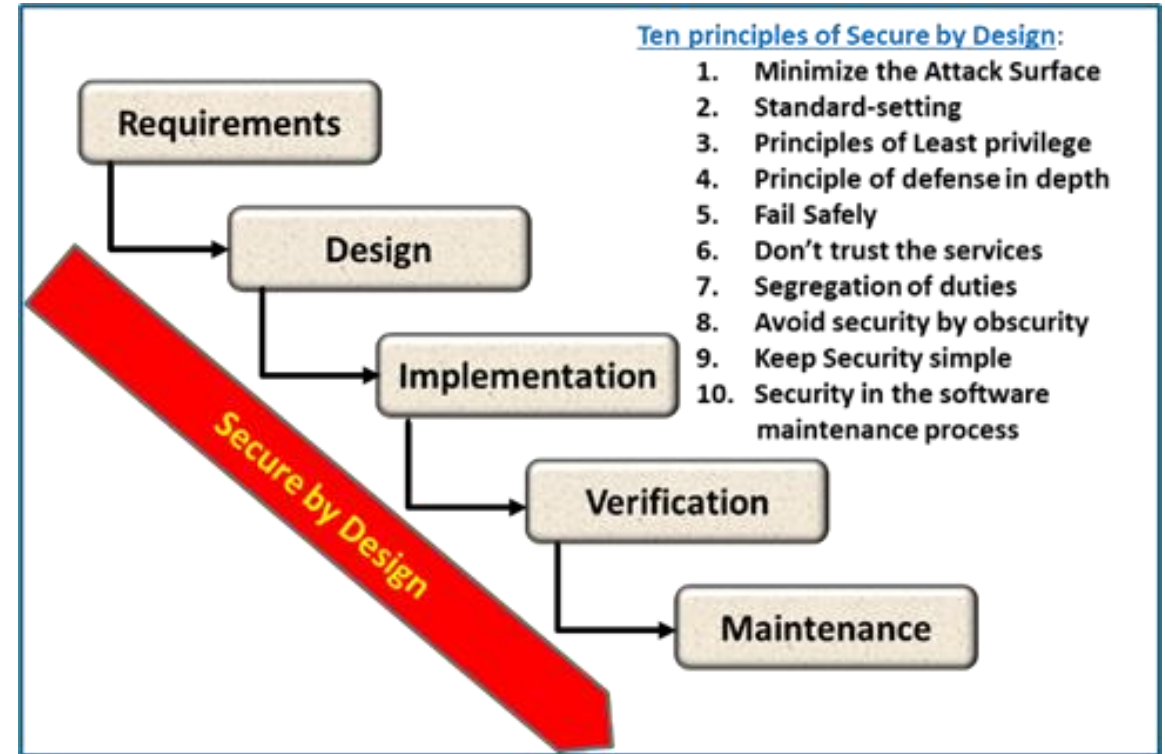 Ten principles of Secure by Design:
1. Minimize the Attack Surface
2. Standard-setting
3. Principles of Least privilege
4. Principle of defense in depth
5. Fail Safely
6. Don't trust the services
7. Segregation of duties
8. Avoid security by obscurity
9. Keep Security simple
10. Security in the software
maintenance process
Requirements
Design
Implementation
Verification
Maintenance
Secure by Design